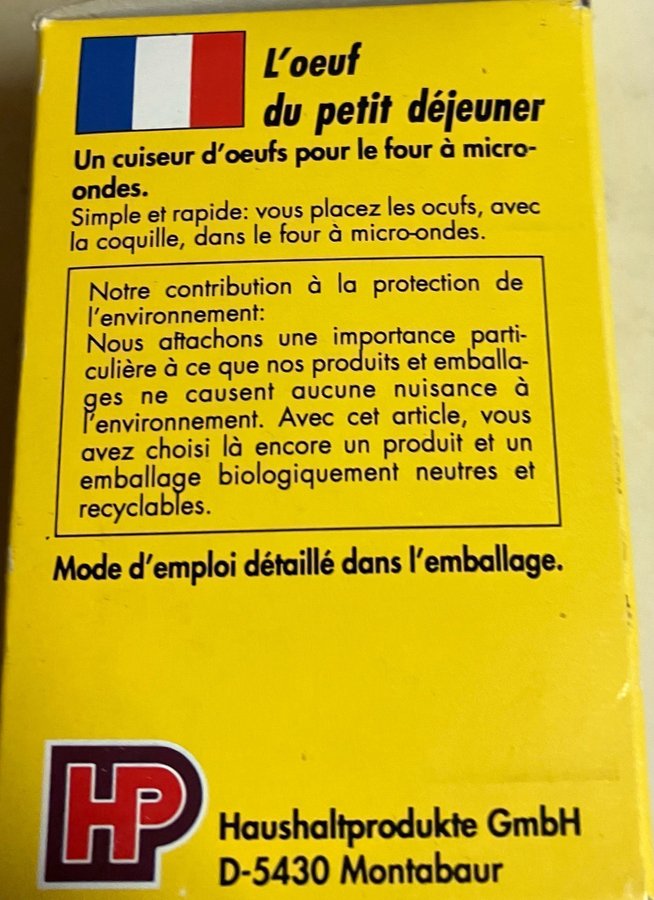 L'oeuf
du petit déjeuner
Un cuiseur d'oeufs pour le four à micro-
ondes.
Simple et rapide: vous placez les ocufs, avec
la coquille, dans le four à micro-ondes.
Notre contribution à la protection de
l'environnement:
Nous attachons une importance parti-
culière à ce que nos produits et emballa-
ges ne causent aucune nuisance à
l'environnement. Avec cet article, vous
avez choisi là encore un produit et un
emballage biologiquement neutres et
recyclables.
Mode d'emploi détaillé dans l'emballage.
HP
Haushaltprodukte GmbH
D-5430 Montabaur